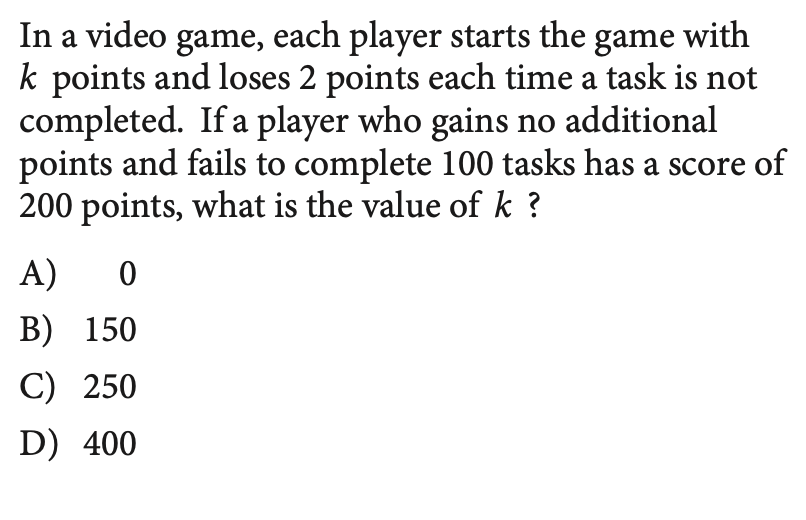 In a video game, each player starts the game with
k points and loses 2 points each time a task is not
completed. If a player who gains no additional
points and fails to complete 100 tasks has a score of
200 points, what is the value of k ?
A) 0
B) 150
C) 250
D) 400